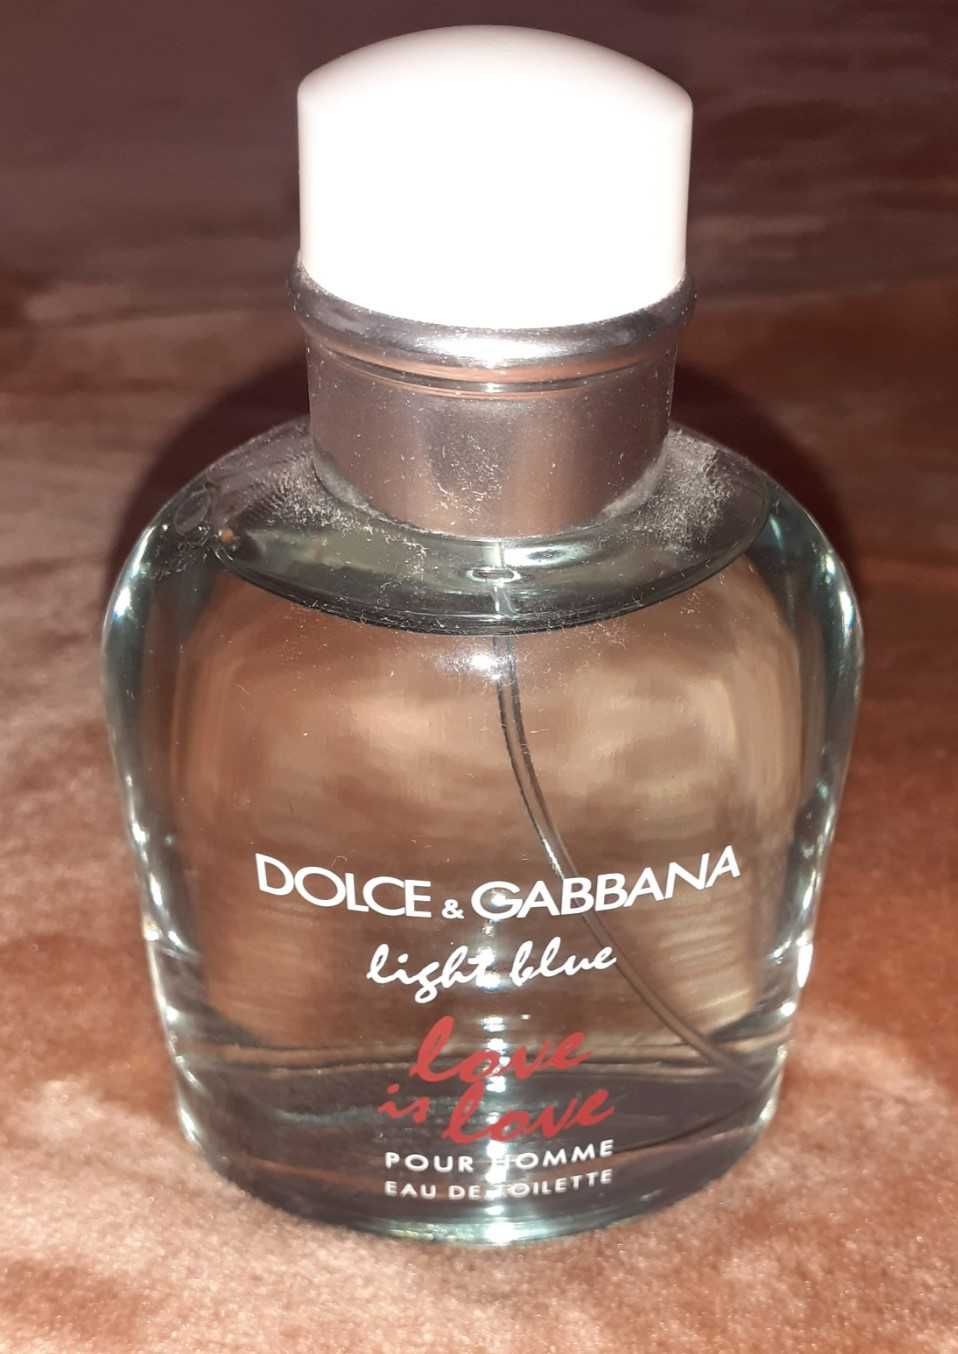 DOLCE & GABBANA
light blue
love
is love
POUR HOMME
EAU DE TOILETTE